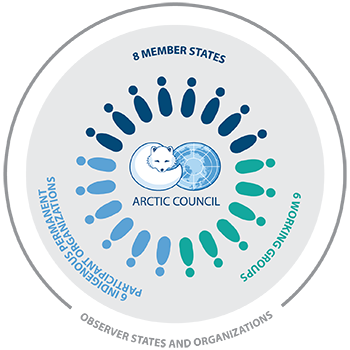 8 MEMBER STATES
ARCTIC COUNCIL
6 WORKING GROUPS
6 INDIGENOUS PERMANENT
PARTICIPANT ORGANIZATIONS
OBSERVER STATES AND ORGANIZATIONS